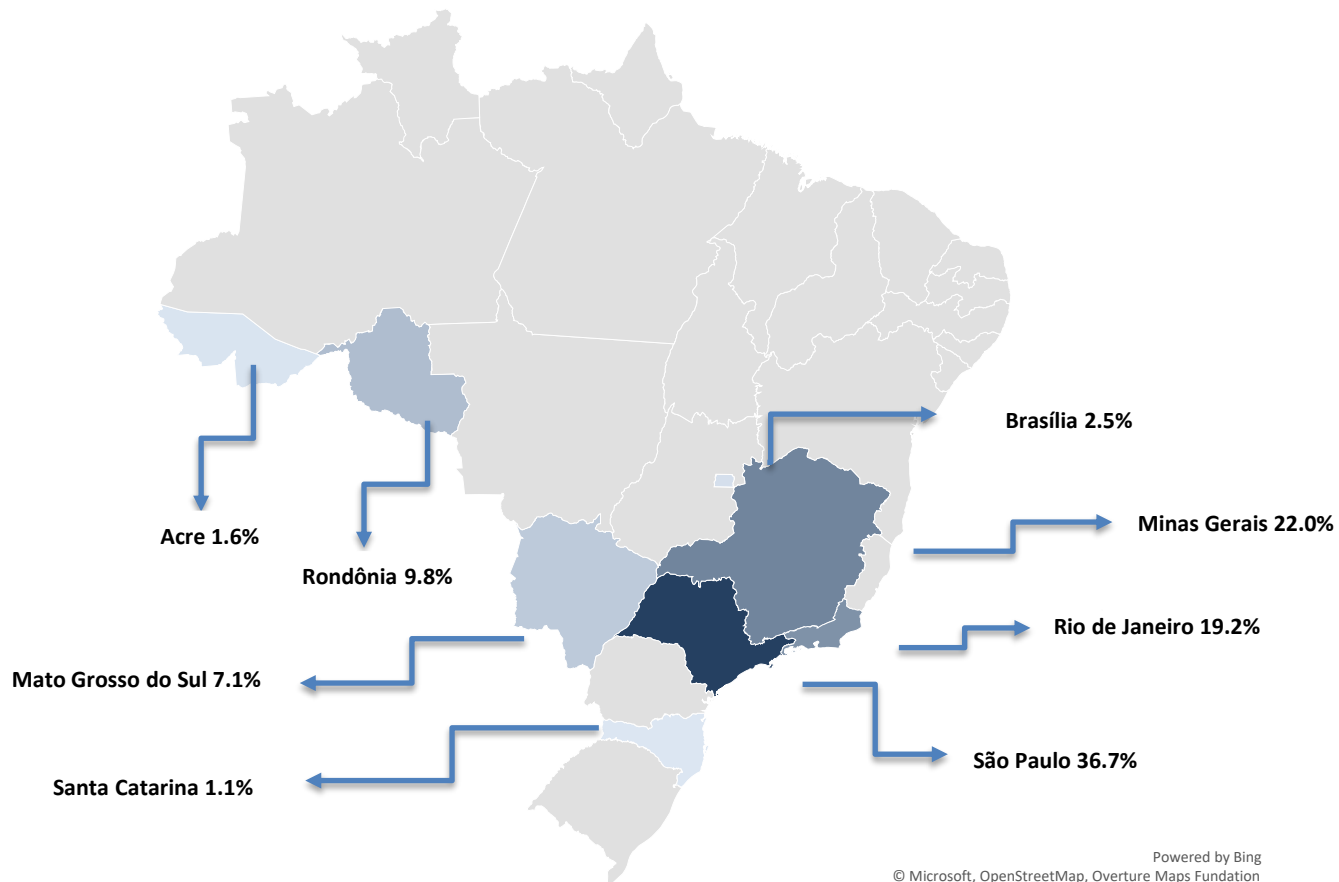 Brasília 2.5%
Minas Gerais 22.0%
Acre 1.6%
Rondônia 9.8%
Rio de Janeiro 19.2%
Mato Grosso do Sul 7.1%
São Paulo 36.7%
Santa Catarina 1.1%
Powered by Bing
© Microsoft, OpenStreetMap, Overture Maps Fundation